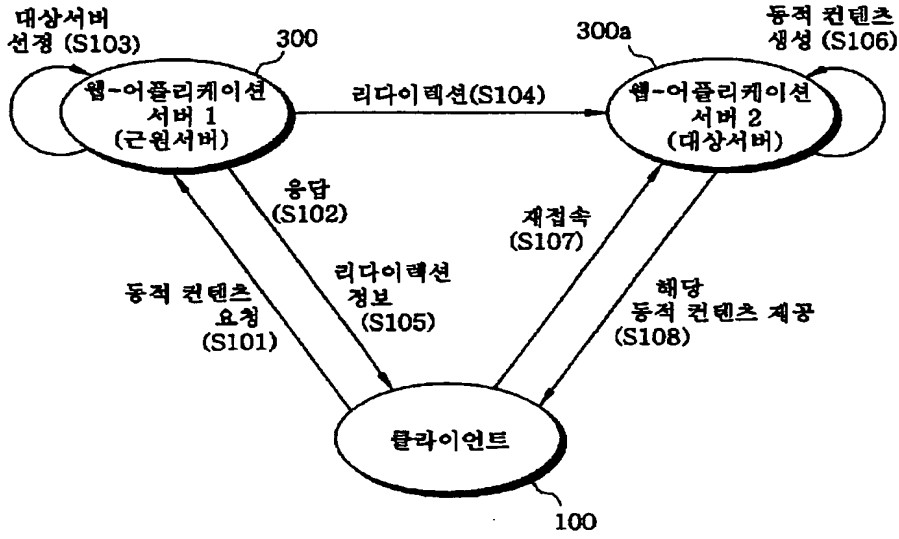 대상서버
선정 (S103)
300
웹-어플리케이션
서버 1
(근원서버)
리다이렉션(S104)
300a
동적 컨텐츠
생성 (S106)
웹-어플리케이션
서버 2
(대상서버)
응답
(S102)
재접속
(S107)
리다이렉션
정보
(S105)
동적 컨텐츠
요청
(S101)
해당
동적 컨텐츠 제공
(S108)
클라이언트
100